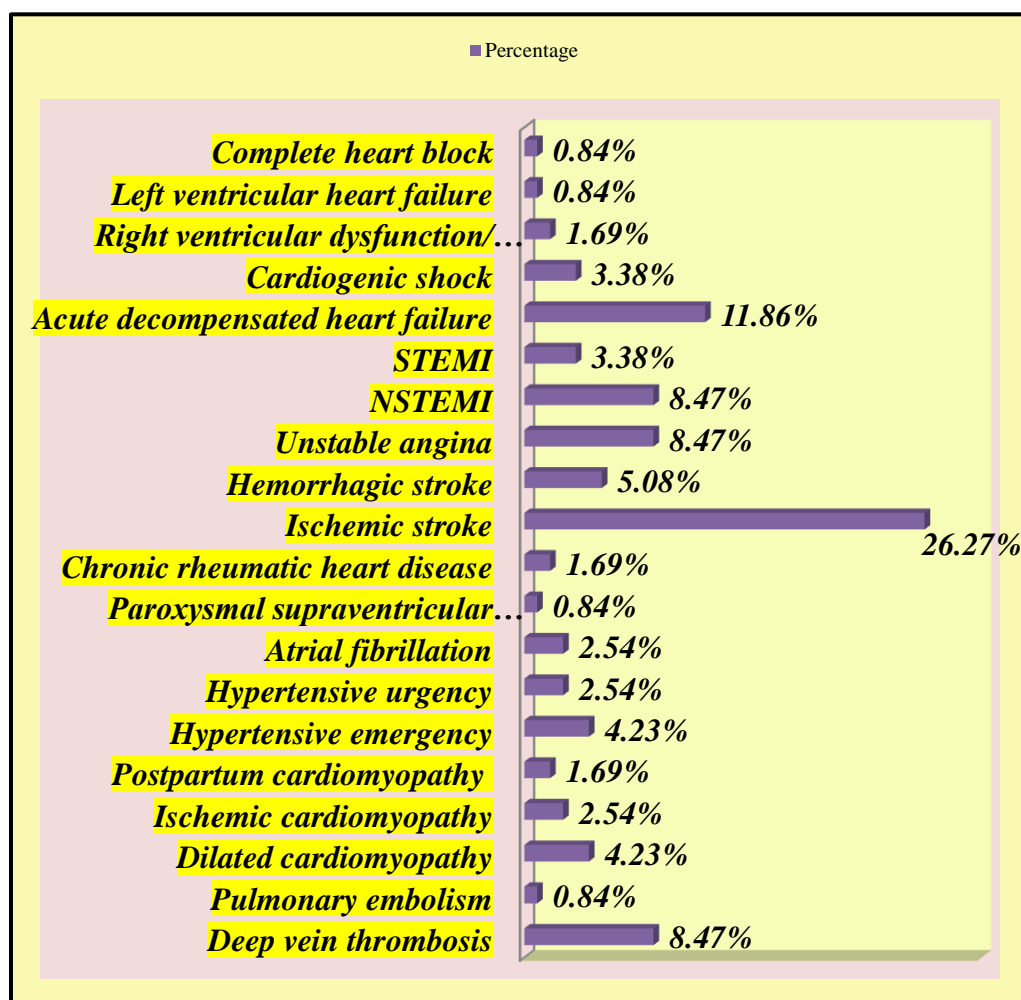 Percentage
Complete heart block 0.84%
Left ventricular heart failure 0.84%
Right ventricular dysfunction/… 1.69%
Cardiogenic shock 3.38%
Acute decompensated heart failure 11.86%
STEMI 3.38%
NSTEMI 8.47%
Unstable angina 8.47%
Hemorrhagic stroke 5.08%
Ischemic stroke 26.27%
Chronic rheumatic heart disease 1.69%
Paroxysmal supraventricular… 0.84%
Atrial fibrillation 2.54%
Hypertensive urgency 2.54%
Hypertensive emergency 4.23%
Postpartum cardiomyopathy 1.69%
Ischemic cardiomyopathy 2.54%
Dilated cardiomyopathy 4.23%
Pulmonary embolism 0.84%
Deep vein thrombosis 8.47%